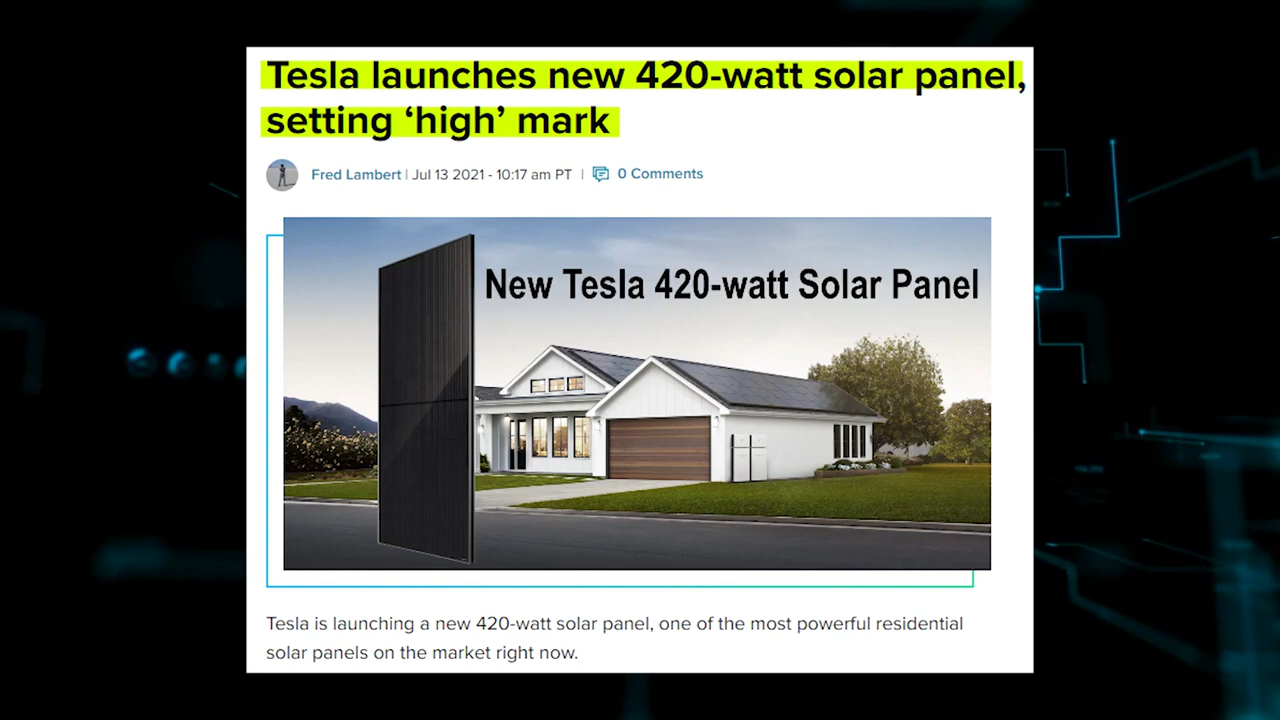 Tesla launches new 420-watt solar panel,
setting ‘high’ mark
Fred Lambert | Jul 13 2021 - 10:17 am PT | 0 Comments
New Tesla 420-watt Solar Panel
Tesla is launching a new 420-watt solar panel, one of the most powerful residential
solar panels on the market right now.